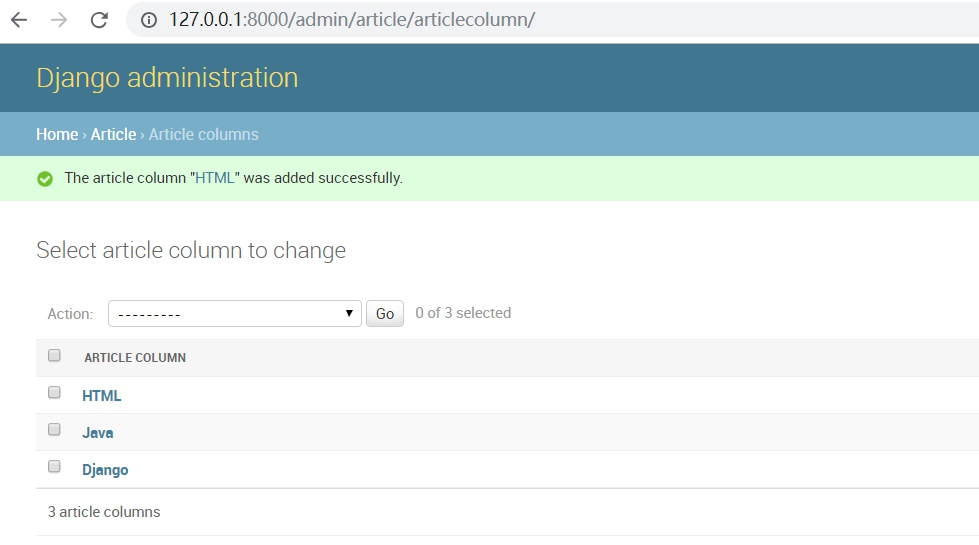 127.0.0.1:8000/admin/article/articlecolumn/
Django administration
Home › Article › Article columns
The article column "HTML" was added successfully.
Select article column to change
Action: --------- Go 0 of 3 selected
ARTICLE COLUMN
HTML
Java
Django
3 article columns